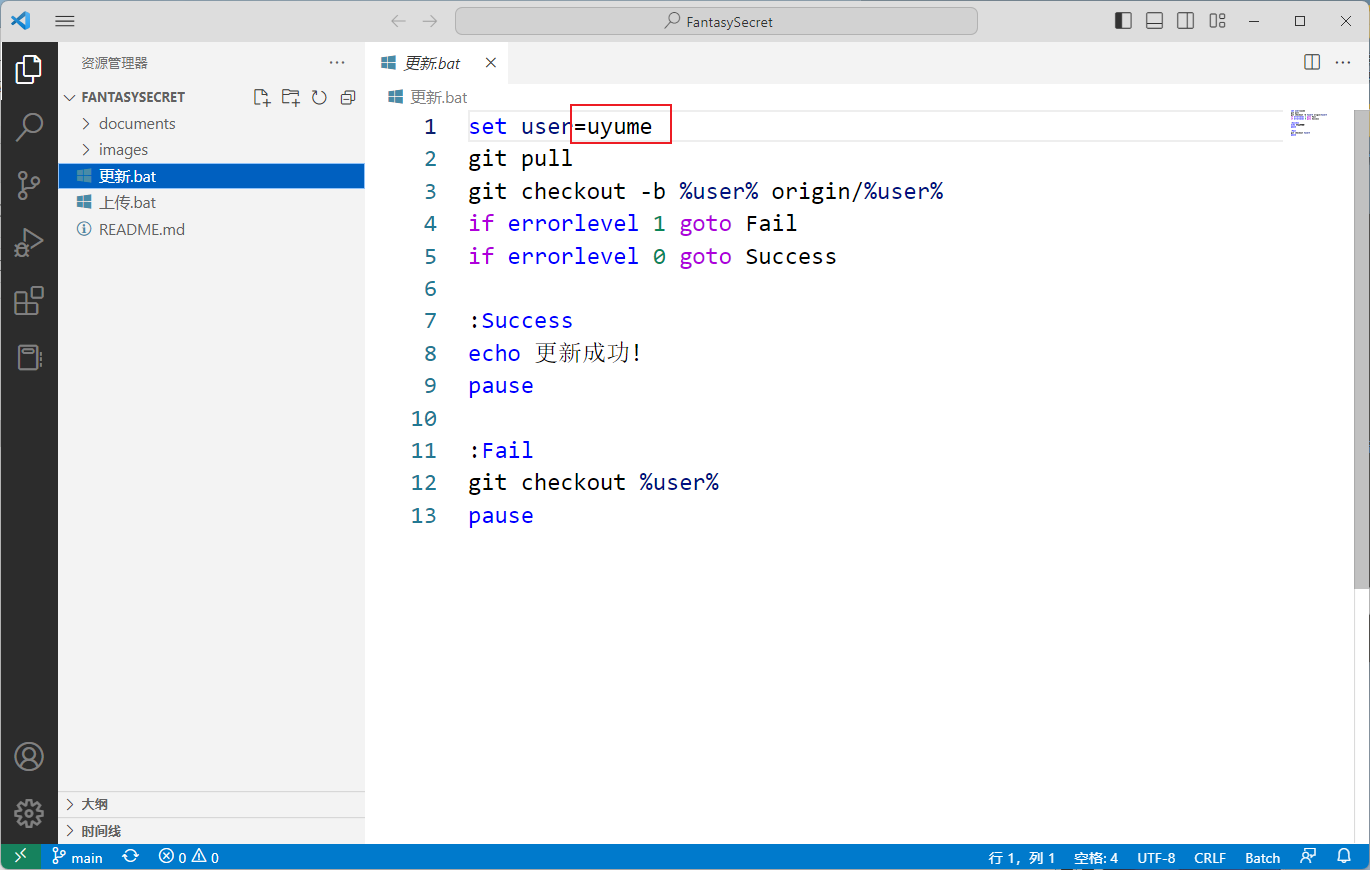 FantasySecret
资源管理器
更新.bat
FANTASYSECRET
更新.bat
documents
images
更新.bat
上传.bat
README.md
1 set user=uyume
2 git pull
3 git checkout -b %user% origin/%user%
4 if errorlevel 1 goto Fail
5 if errorlevel 0 goto Success
6
7 :Success
8 echo 更新成功!
9 pause
10
11 :Fail
12 git checkout %user%
13 pause
大纲
时间线
main 0 0 行 1，列 1 空格: 4 UTF-8 CRLF Batch